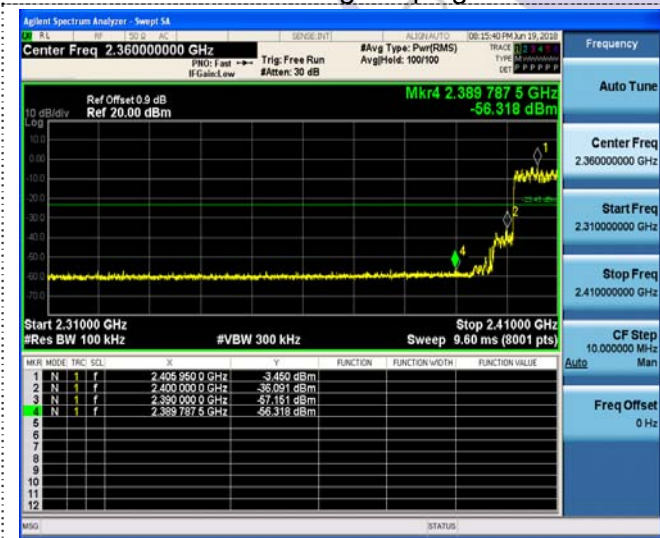 Agilent Spectrum Analyzer - Swept SA
RL RF 50 Ω AC SENSE:INT ALIGNAUTO 08:15:40 PM Jun 19, 2018
Center Freq 2.360000000 GHz
PNO: Fast
IFGain:Low
Trig: Free Run
#Atten: 30 dB
#Avg Type: Pwr(RMS)
Avg|Hold: 100/100
TRACE 1 2 3 4 5 6
TYPE
DET P P P P P P
Frequency
Auto Tune
Center Freq
2.360000000 GHz
Start Freq
2.310000000 GHz
Stop Freq
2.410000000 GHz
CF Step
10.000000 MHz
Auto Man
Freq Offset
0 Hz
Mkr4 2.389 787 5 GHz
-56.318 dBm
Ref Offset 0.9 dB
10 dB/div Ref 20.00 dBm
Log
10.0
0.00
-10.0
-20.0
-30.0
-40.0
-50.0
-60.0
-70.0
1
2
4
Start 2.31000 GHz Stop 2.41000 GHz
#Res BW 100 kHz #VBW 300 kHz Sweep 9.60 ms (8001 pts)
MKR MODE TRC SCL X Y FUNCTION FUNCTION WIDTH FUNCTION VALUE
1 N 1 f 2.405 950 0 GHz -3.450 dBm
2 N 1 f 2.400 000 0 GHz -36.091 dBm
3 N 1 f 2.390 000 0 GHz -57.151 dBm
4 N 1 f 2.389 787 5 GHz -56.318 dBm
5
6
7
8
9
10
11
12
MSG STATUS